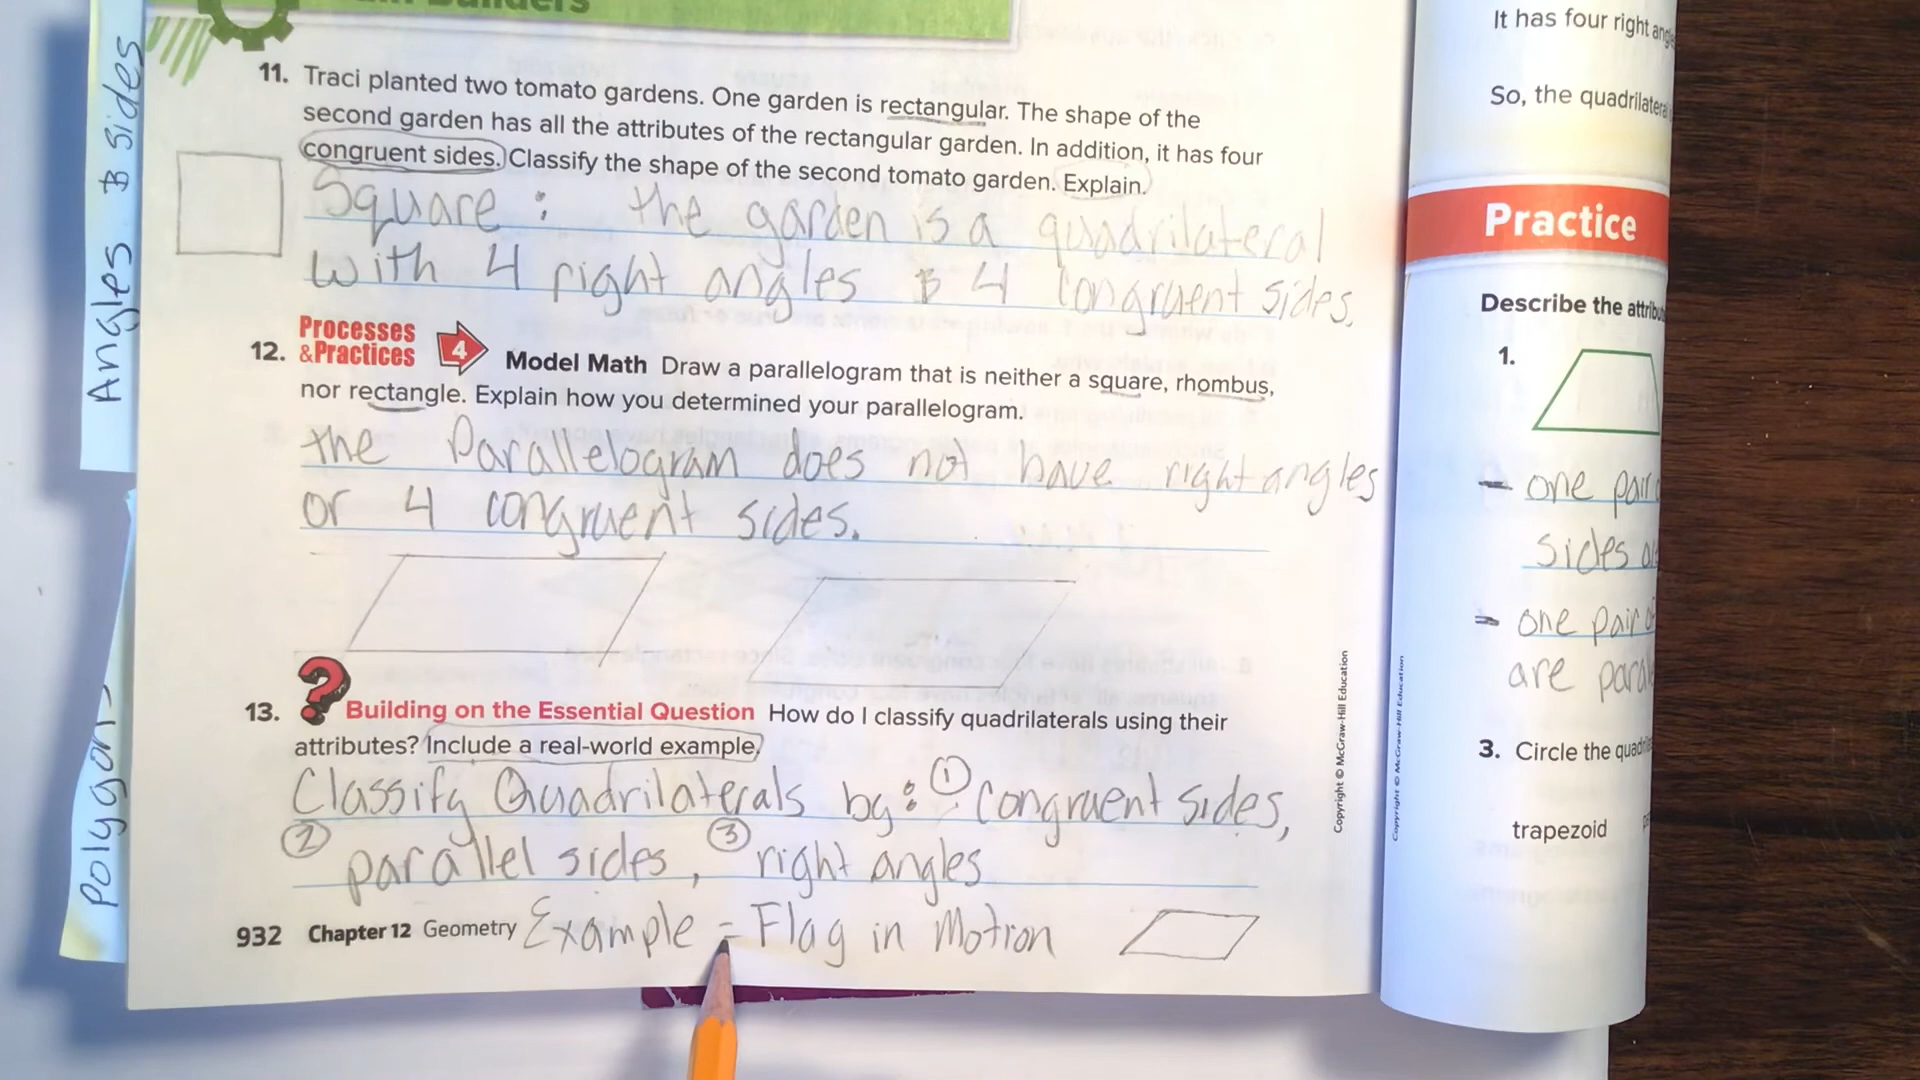 Builders
11. Traci planted two tomato gardens. One garden is rectangular. The shape of the
second garden has all the attributes of the rectangular garden. In addition, it has four
congruent sides. Classify the shape of the second tomato garden. Explain.
Square: the garden is a quadrilateral
with 4 right angles & 4 congruent sides.
Processes
&Practices 4
12. Model Math Draw a parallelogram that is neither a square, rhombus,
nor rectangle. Explain how you determined your parallelogram.
the Parallelogram does not have right angles
or 4 congruent sides.
13. ? Building on the Essential Question How do I classify quadrilaterals using their
attributes? Include a real-world example.
Classify Quadrilaterals by: ① congruent sides,
② parallel sides, ③ right angles
932 Chapter 12 Geometry Example = Flag in Motion
Copyright © McGraw-Hill Education
Angles & sides
Polygons
It has four right
So, the quadrilateral
Copyright © McGraw-Hill Education
Practice
Describe the
1.
- one pair
sides
- one pair
are
3. Circle the
trapezoid